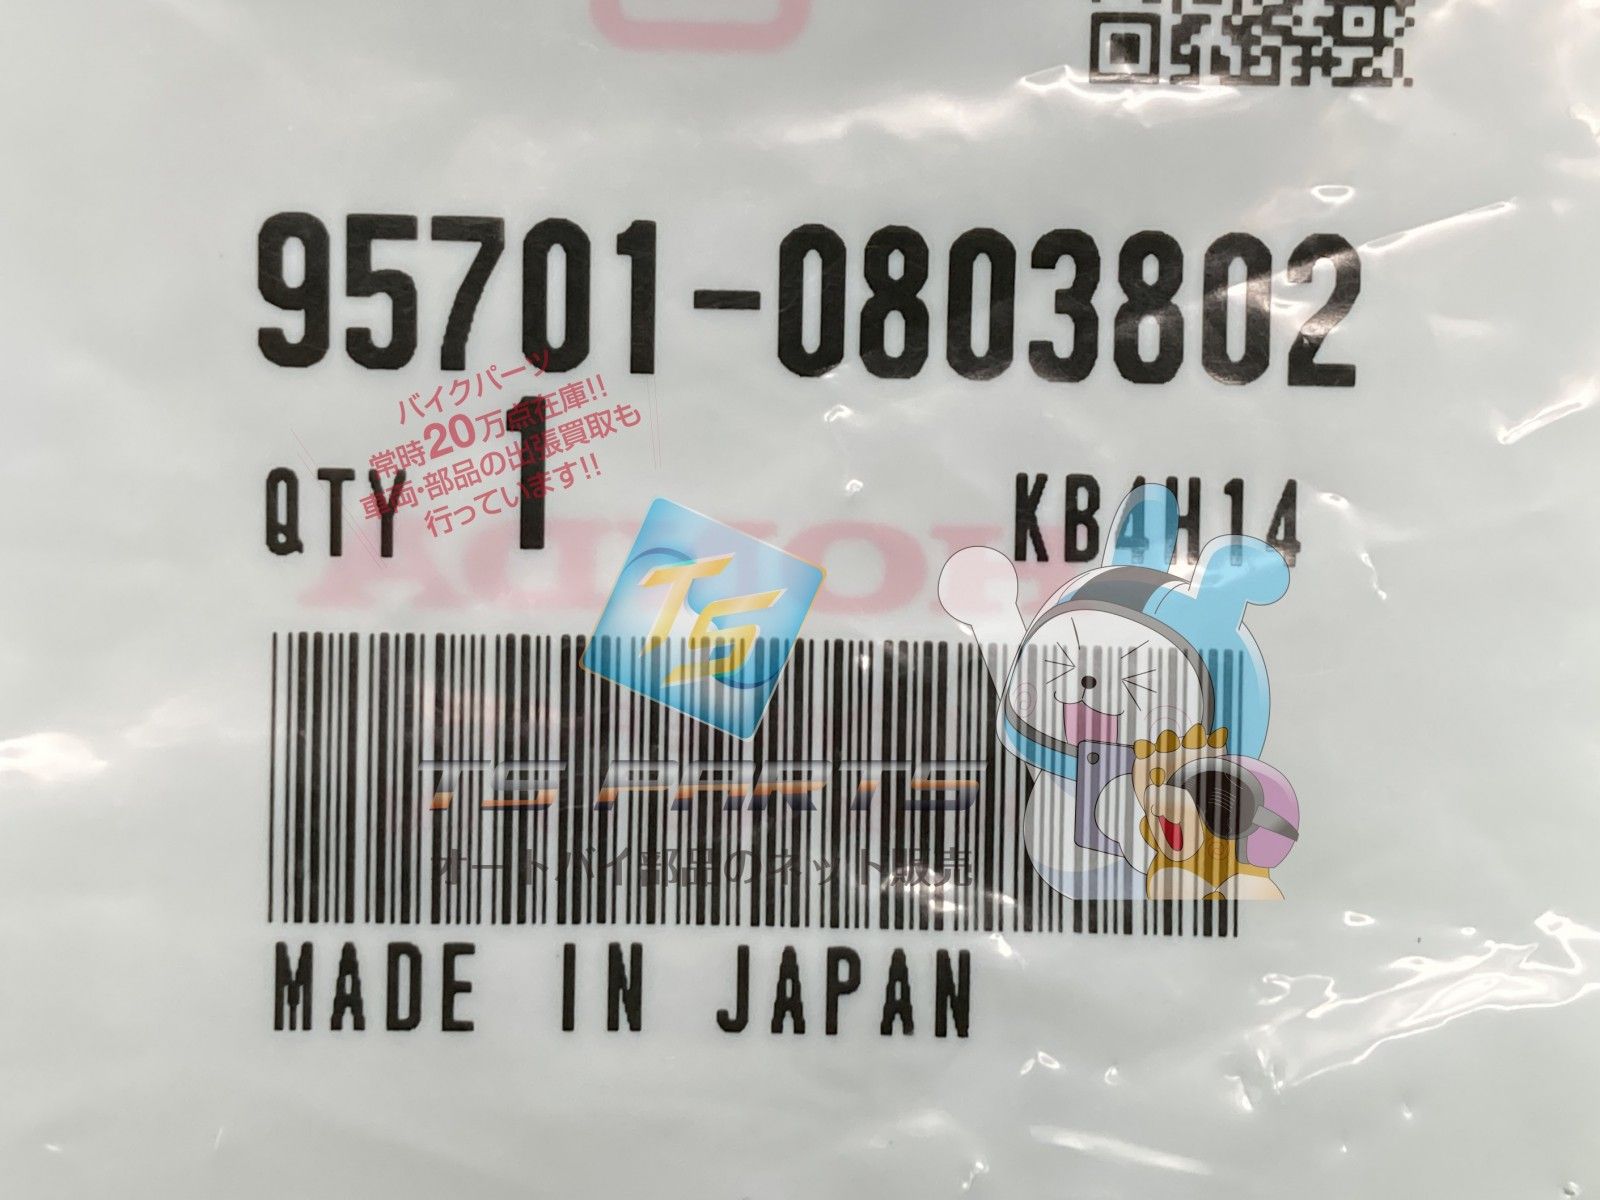 95701-0803802
バイクパーツ
常時20万点在庫!!
車両・部品の出張買取も
行っています!!
QTY 1 KB4H14
HONDA
TS
TS PARTS
オートバイ部品のネット販売
MADE IN JAPAN